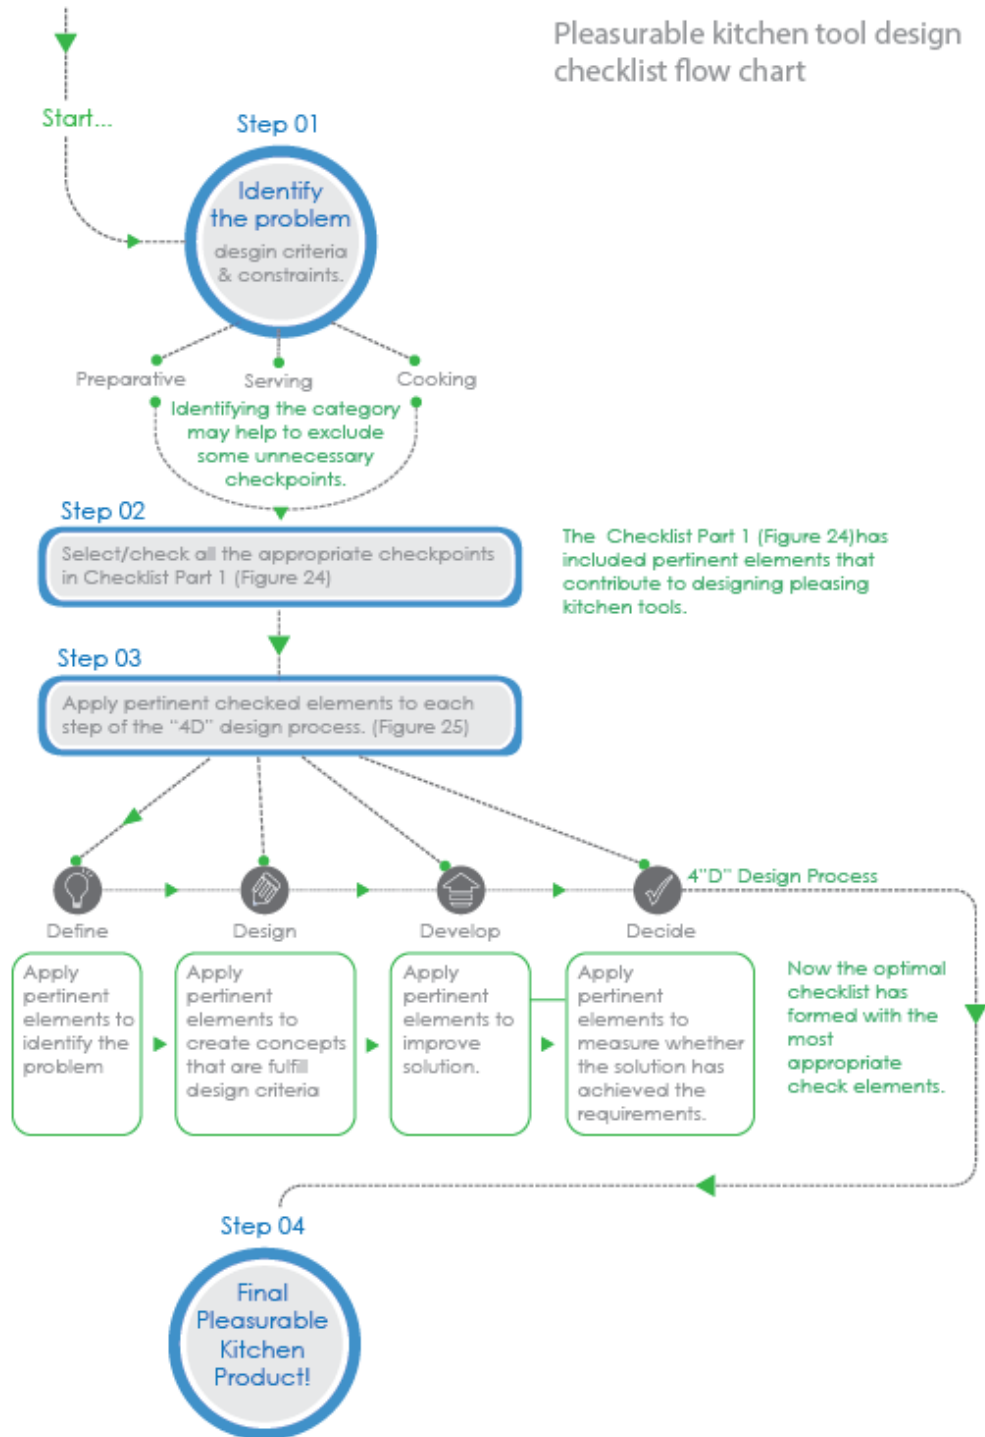 Pleasurable kitchen tool design
checklist flow chart
Start...
Step 01
Identify
the problem
desgin criteria
& constraints.
Preparative
Serving
Cooking
Identifying the category
may help to exclude
some unnecessary
checkpoints.
Step 02
Select/check all the appropriate checkpoints
in Checklist Part 1 (Figure 24)
The Checklist Part 1 (Figure 24)has
included pertinent elements that
contribute to designing pleasing
kitchen tools.
Step 03
Apply pertinent checked elements to each
step of the "4D" design process. (Figure 25)
4"D" Design Process
Define
Design
Develop
Decide
Apply
pertinent
elements to
identify the
problem
Apply
pertinent
elements to
create concepts
that are fulfill
design criteria
Apply
pertinent
elements to
improve
solution.
Apply
pertinent
elements to
measure whether
the solution has
achieved the
requirements.
Now the optimal
checklist has
formed with the
most
appropriate
check elements.
Step 04
Final
Pleasurable
Kitchen
Product!